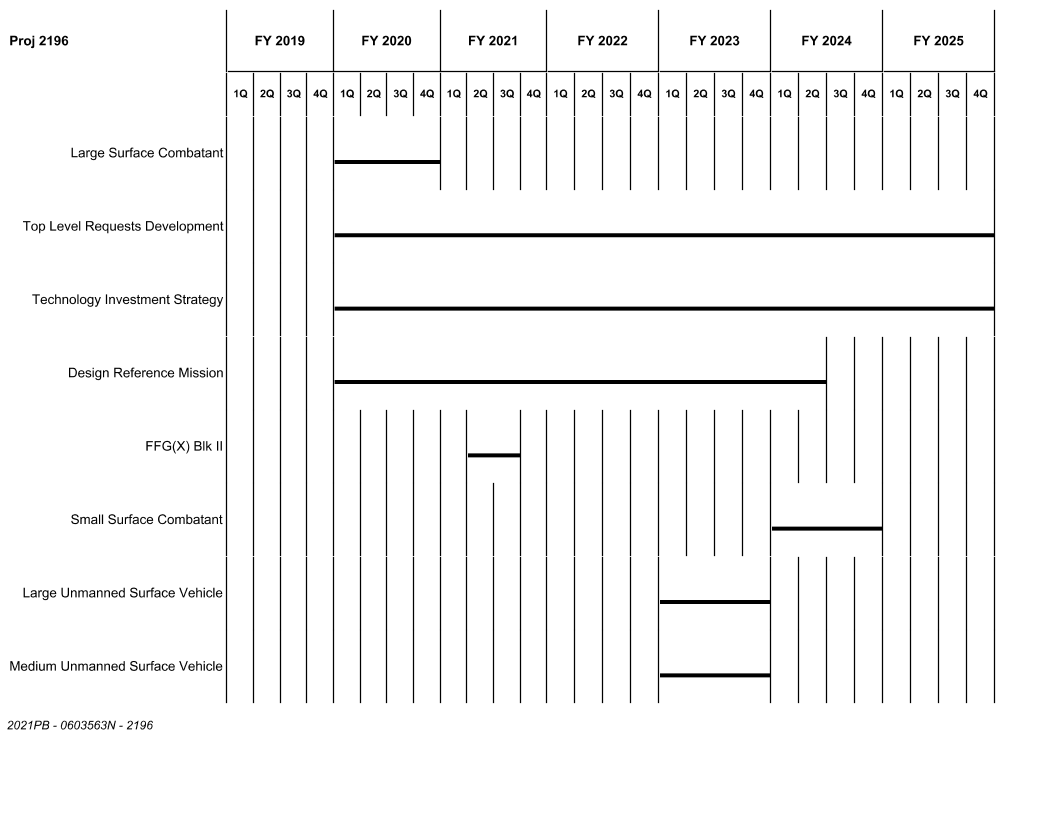 Proj 2196 FY 2019 FY 2020 FY 2021 FY 2022 FY 2023 FY 2024 FY 2025
1Q 2Q 3Q 4Q 1Q 2Q 3Q 4Q 1Q 2Q 3Q 4Q 1Q 2Q 3Q 4Q 1Q 2Q 3Q 4Q 1Q 2Q 3Q 4Q 1Q 2Q 3Q 4Q
Large Surface Combatant
Top Level Requests Development
Technology Investment Strategy
Design Reference Mission
FFG(X) Blk II
Small Surface Combatant
Large Unmanned Surface Vehicle
Medium Unmanned Surface Vehicle
2021PB - 0603563N - 2196